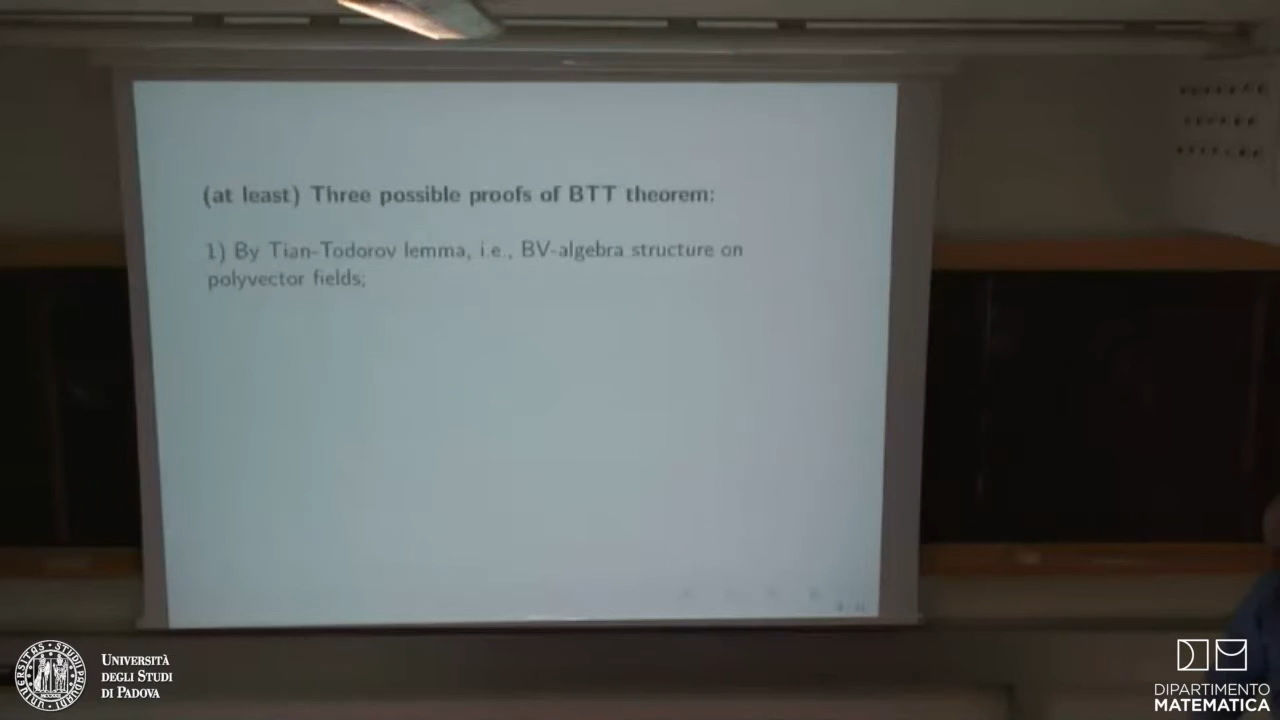 (at least) Three possible proofs of BTT theorem:
1) By Tian-Todorov lemma, i.e., BV-algebra structure on
polyvector fields;
UNIVERSITÀ
DEGLI STUDI
DI PADOVA
DIPARTIMENTO
MATEMATICA